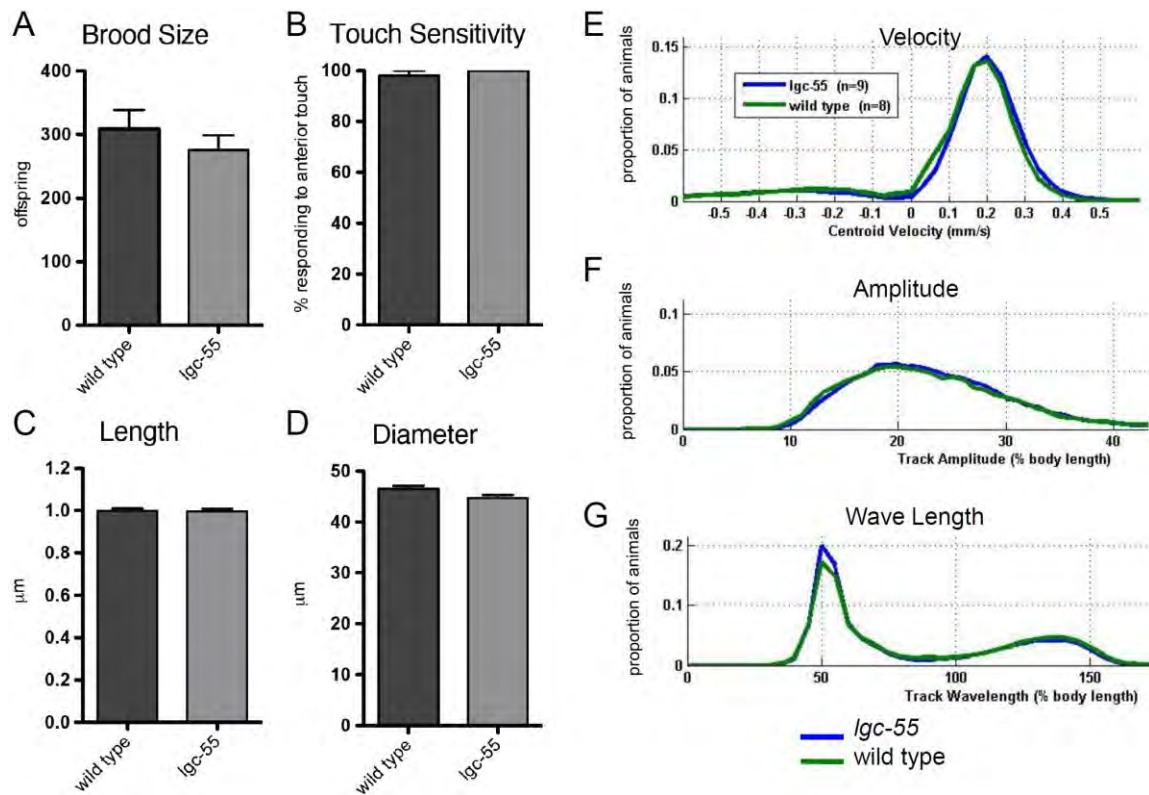 A
Brood Size
offspring
400
300
200
100
0
wild type
lgc-55
B
Touch Sensitivity
% responding to anterior touch
100
80
60
40
20
0
wild type
lgc-55
C
Length
μm
1.2
1.0
0.8
0.6
0.4
0.2
0.0
wild type
lgc-55
D
Diameter
μm
50
40
30
20
10
0
wild type
lgc-55
E
Velocity
proportion of animals
0.15
0.1
0.05
0
lgc-55 (n=9)
wild type (n=8)
-0.5 -0.4 -0.3 -0.2 -0.1 0 0.1 0.2 0.3 0.4 0.5
Centroid Velocity (mm/s)
F
Amplitude
proportion of animals
0.1
0.05
0
0 10 20 30 40
Track Amplitude (% body length)
G
Wave Length
proportion of animals
0.2
0.1
0
0 50 100 150
Track Wavelength (% body length)
lgc-55
wild type